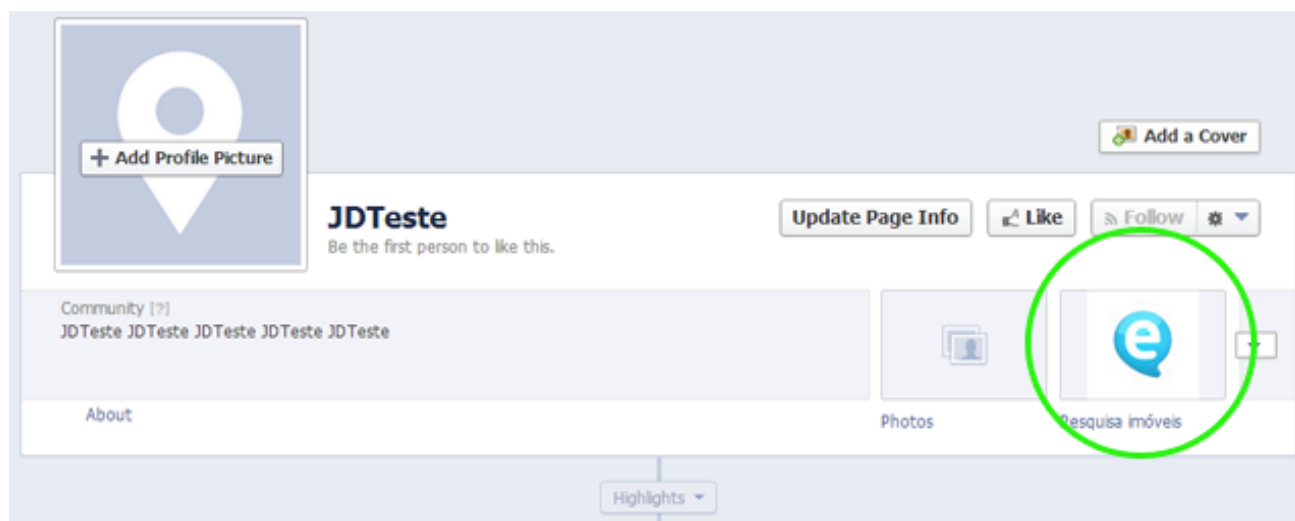 Add a Cover
Add Profile Picture
JDTeste
Be the first person to like this.
Update Page Info
Like
Follow
Community [?]
JDTeste JDTeste JDTeste JDTeste JDTeste
e
About
Photos
Pesquisa imóveis
Highlights